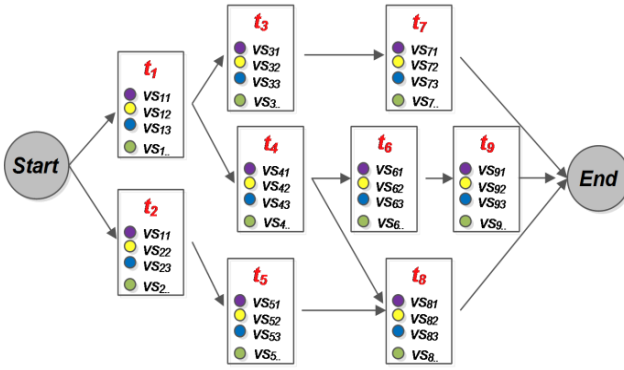 Start
t1
vs11
vs12
vs13
vs1..
t2
vs11
vs22
vs23
vs2..
t3
vs31
vs32
vs33
vs3..
t4
vs41
vs42
vs43
vs4..
t5
vs51
vs52
vs53
vs5..
t6
vs61
vs62
vs63
vs6..
t7
vs71
vs72
vs73
vs7..
t8
vs81
vs82
vs83
vs8..
t9
vs91
vs92
vs93
vs9..
End